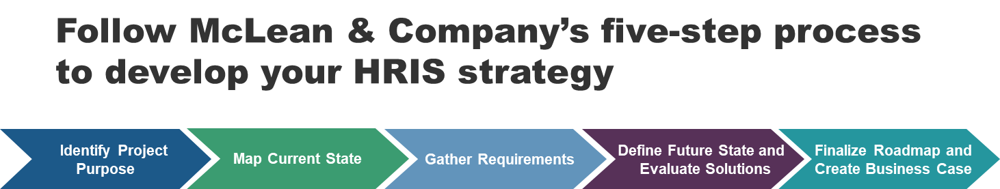 Follow McLean & Company’s five-step process
to develop your HRIS strategy
Identify Project
Purpose
Map Current State
Gather Requirements
Define Future State and
Evaluate Solutions
Finalize Roadmap and
Create Business Case